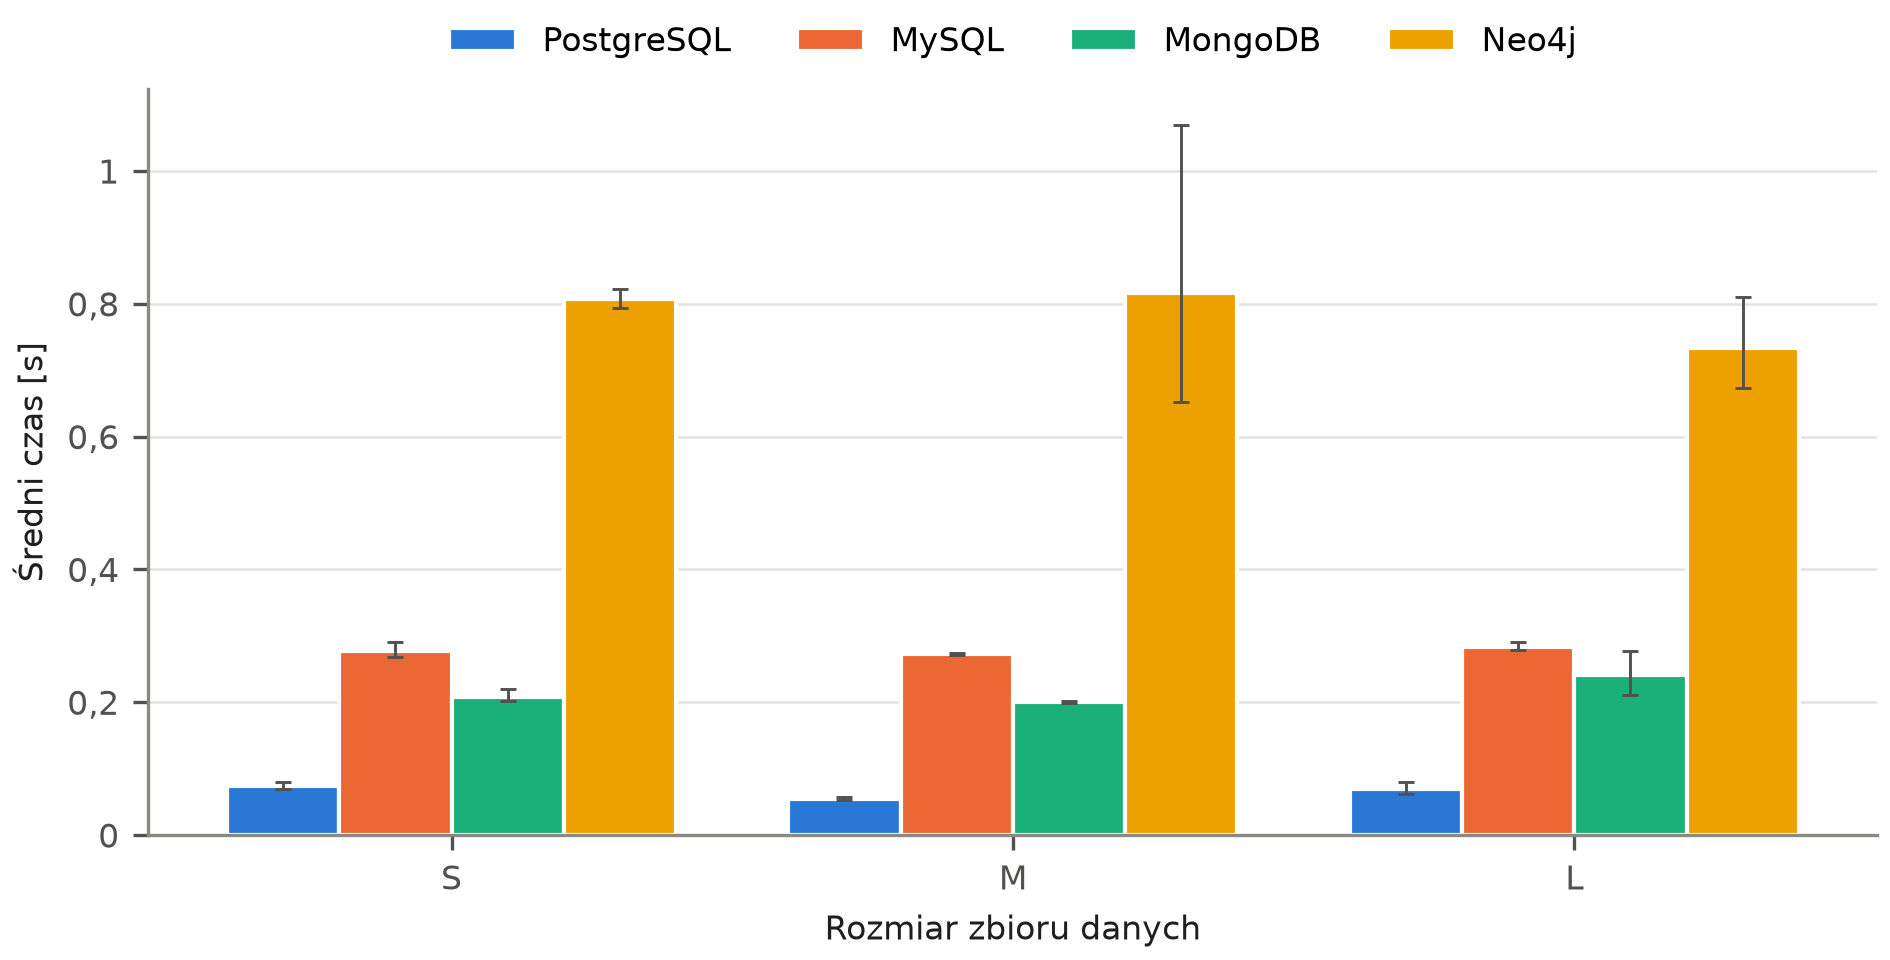 PostgreSQL MySQL MongoDB Neo4j
Średni czas [s]
1
0,8
0,6
0,4
0,2
0
S M L
Rozmiar zbioru danych